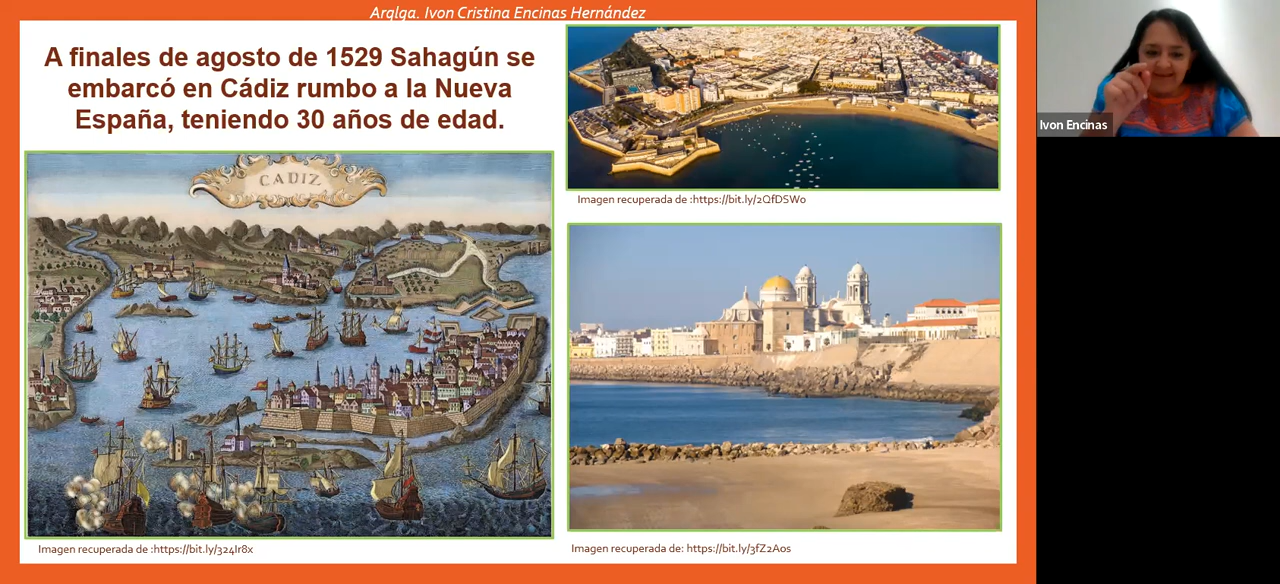 Arqlga. Ivon Cristina Encinas Hernández
A finales de agosto de 1529 Sahagún se
embarcó en Cádiz rumbo a la Nueva
España, teniendo 30 años de edad.
CADIZ
Imagen recuperada de :https://bit.ly/324lr8x
Imagen recuperada de :https://bit.ly/2QfDSWo
Imagen recuperada de: https://bit.ly/3fZ2Aos
Ivon Encinas